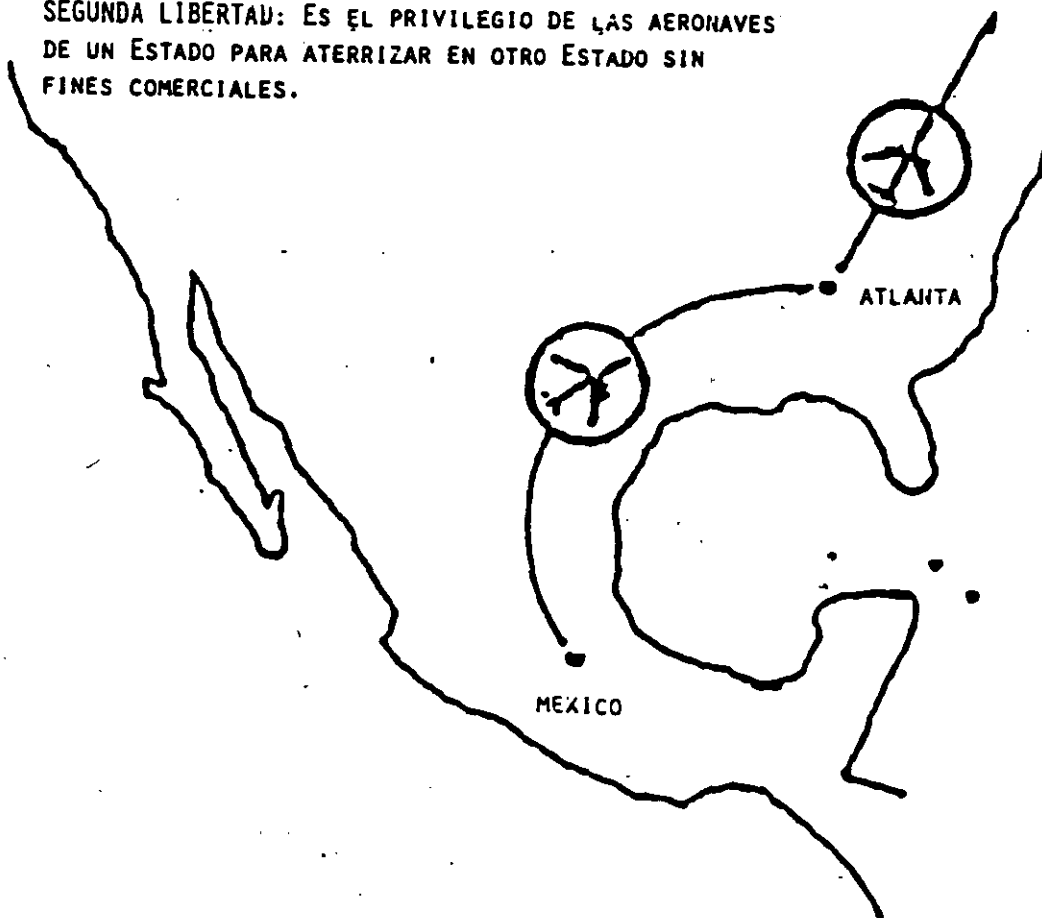 SEGUNDA LIBERTAD: ES EL PRIVILEGIO DE LAS AERONAVES
DE UN ESTADO PARA ATERRIZAR EN OTRO ESTADO SIN
FINES COMERCIALES.
ATLANTA
MEXICO